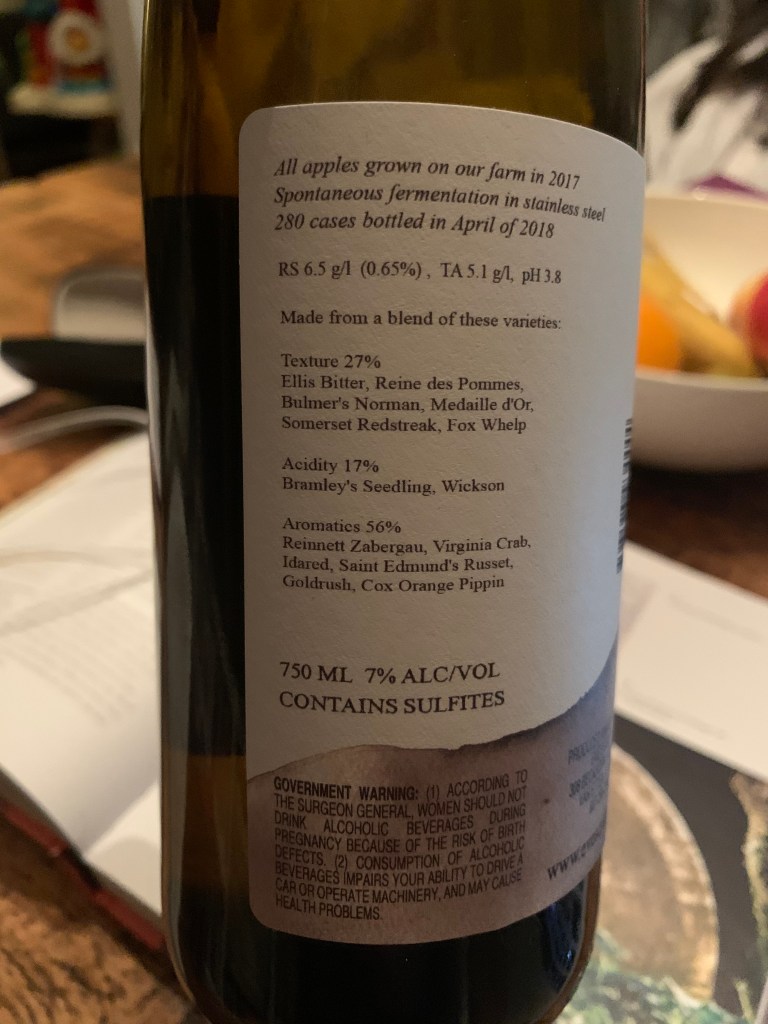 All apples grown on our farm in 2017
Spontaneous fermentation in stainless steel
280 cases bottled in April of 2018
RS 6.5 g/l (0.65%) , TA 5.1 g/l, pH 3.8
Made from a blend of these varieties:
Texture 27%
Ellis Bitter, Reine des Pommes,
Bulmer's Norman, Medaille d'Or,
Somerset Redstreak, Fox Whelp
Acidity 17%
Bramley's Seedling, Wickson
Aromatics 56%
Reinnett Zabergau, Virginia Crab,
Idared, Saint Edmund's Russet,
Goldrush, Cox Orange Pippin
750 ML 7% ALC/VOL
CONTAINS SULFITES
GOVERNMENT WARNING: (1) ACCORDING TO
THE SURGEON GENERAL, WOMEN SHOULD NOT
DRINK ALCOHOLIC BEVERAGES DURING
PREGNANCY BECAUSE OF THE RISK OF BIRTH
DEFECTS. (2) CONSUMPTION OF ALCOHOLIC
BEVERAGES IMPAIRS YOUR ABILITY TO DRIVE A
CAR OR OPERATE MACHINERY, AND MAY CAUSE
HEALTH PROBLEMS.